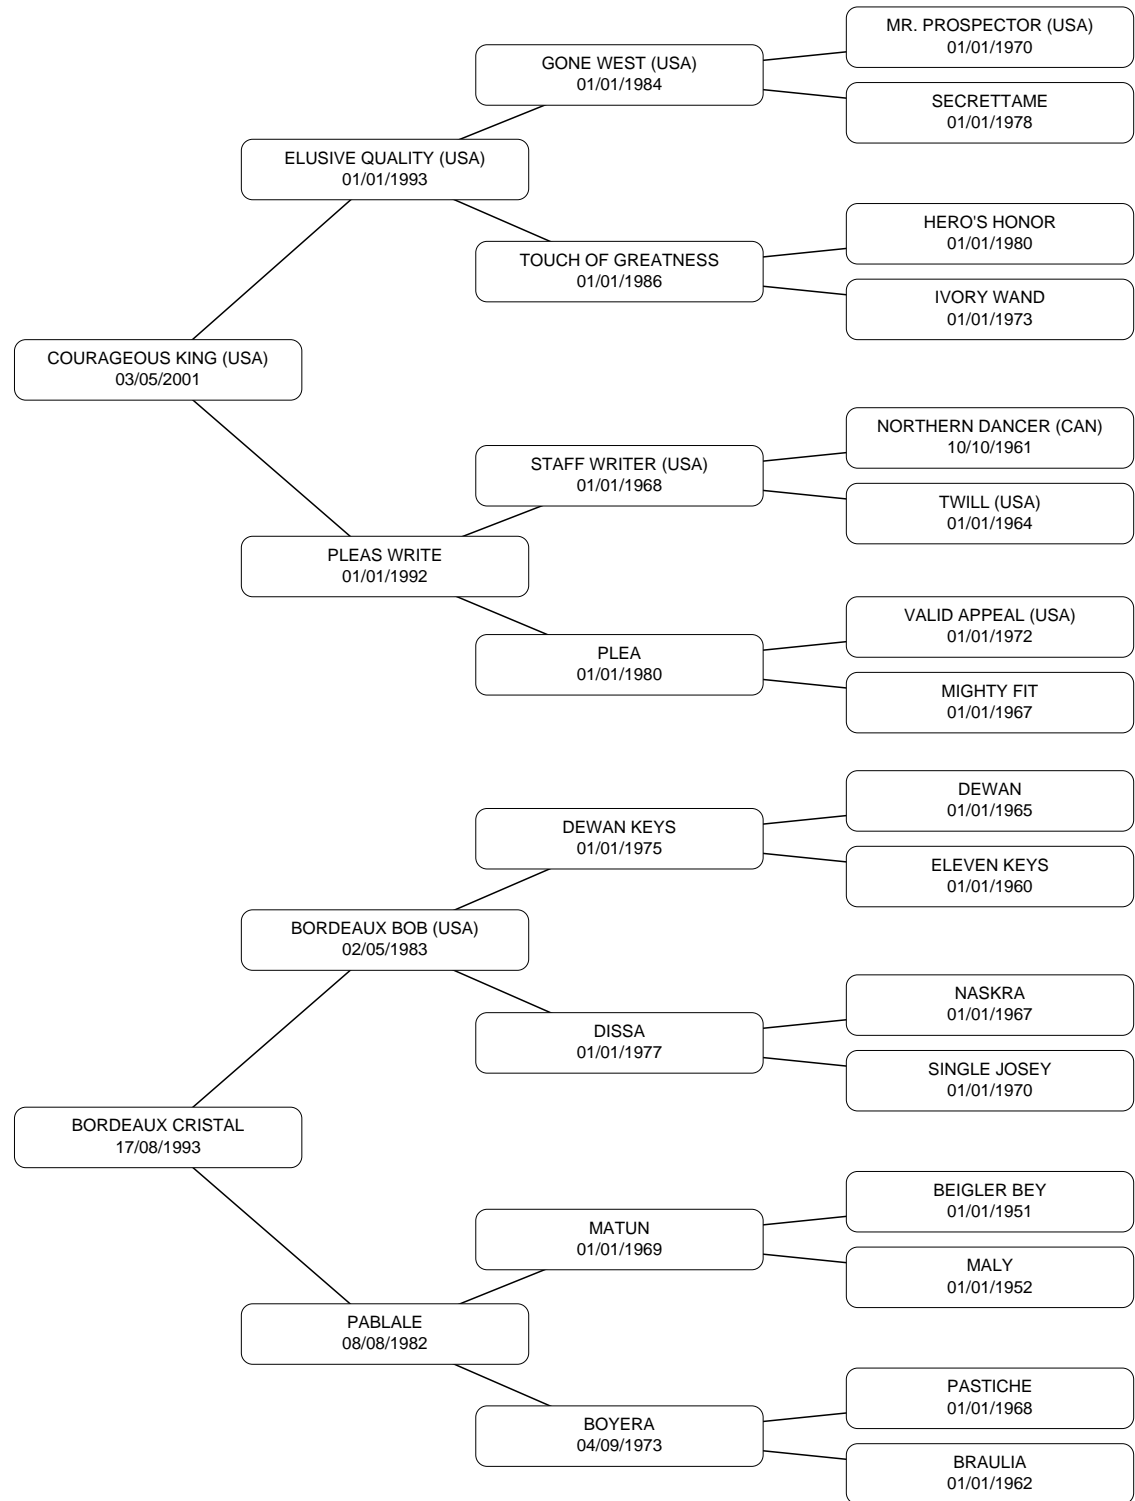 MR. PROSPECTOR (USA)
01/01/1970
GONE WEST (USA)
01/01/1984
SECRETTAME
01/01/1978
ELUSIVE QUALITY (USA)
01/01/1993
HERO'S HONOR
01/01/1980
TOUCH OF GREATNESS
01/01/1986
IVORY WAND
01/01/1973
COURAGEOUS KING (USA)
03/05/2001
NORTHERN DANCER (CAN)
10/10/1961
STAFF WRITER (USA)
01/01/1968
TWILL (USA)
01/01/1964
PLEAS WRITE
01/01/1992
VALID APPEAL (USA)
01/01/1972
PLEA
01/01/1980
MIGHTY FIT
01/01/1967
DEWAN
01/01/1965
DEWAN KEYS
01/01/1975
ELEVEN KEYS
01/01/1960
BORDEAUX BOB (USA)
02/05/1983
NASKRA
01/01/1967
DISSA
01/01/1977
SINGLE JOSEY
01/01/1970
BORDEAUX CRISTAL
17/08/1993
BEIGLER BEY
01/01/1951
MATUN
01/01/1969
MALY
01/01/1952
PABLALE
08/08/1982
PASTICHE
01/01/1968
BOYERA
04/09/1973
BRAULIA
01/01/1962